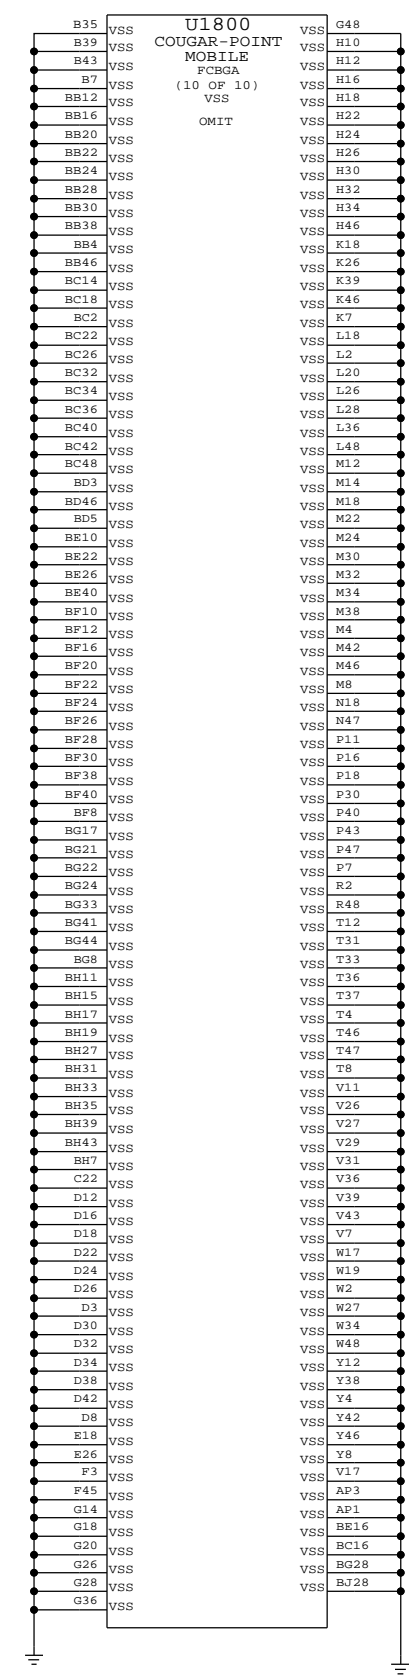 U1800
COUGAR-POINT
MOBILE
FCBGA
(10 OF 10)
VSS
OMIT
B35 VSS VSS G48
B39 VSS VSS H10
B43 VSS VSS H12
B7 VSS VSS H16
BB12 VSS VSS H18
BB16 VSS VSS H22
BB20 VSS VSS H24
BB22 VSS VSS H26
BB24 VSS VSS H30
BB28 VSS VSS H32
BB30 VSS VSS H34
BB38 VSS VSS H46
BB4 VSS VSS K18
BB46 VSS VSS K26
BC14 VSS VSS K39
BC18 VSS VSS K46
BC2 VSS VSS K7
BC22 VSS VSS L18
BC26 VSS VSS L2
BC32 VSS VSS L20
BC34 VSS VSS L26
BC36 VSS VSS L28
BC40 VSS VSS L36
BC42 VSS VSS L48
BC48 VSS VSS M12
BD3 VSS VSS M14
BD46 VSS VSS M18
BD5 VSS VSS M22
BE10 VSS VSS M24
BE22 VSS VSS M30
BE26 VSS VSS M32
BE40 VSS VSS M34
BF10 VSS VSS M38
BF12 VSS VSS M4
BF16 VSS VSS M42
BF20 VSS VSS M46
BF22 VSS VSS M8
BF24 VSS VSS N18
BF26 VSS VSS N47
BF28 VSS VSS P11
BF30 VSS VSS P16
BF38 VSS VSS P18
BF40 VSS VSS P30
BF8 VSS VSS P40
BG17 VSS VSS P43
BG21 VSS VSS P47
BG22 VSS VSS P7
BG24 VSS VSS R2
BG33 VSS VSS R48
BG41 VSS VSS T12
BG44 VSS VSS T31
BG8 VSS VSS T33
BH11 VSS VSS T36
BH15 VSS VSS T37
BH17 VSS VSS T4
BH19 VSS VSS T46
BH27 VSS VSS T47
BH31 VSS VSS T8
BH33 VSS VSS V11
BH35 VSS VSS V26
BH39 VSS VSS V27
BH43 VSS VSS V29
BH7 VSS VSS V31
C22 VSS VSS V36
D12 VSS VSS V39
D16 VSS VSS V43
D18 VSS VSS V7
D22 VSS VSS W17
D24 VSS VSS W19
D26 VSS VSS W2
D3 VSS VSS W27
D30 VSS VSS W34
D32 VSS VSS W48
D34 VSS VSS Y12
D38 VSS VSS Y38
D42 VSS VSS Y4
D8 VSS VSS Y42
E18 VSS VSS Y46
E26 VSS VSS Y8
F3 VSS VSS V17
F45 VSS VSS AP3
G14 VSS VSS AP1
G18 VSS VSS BE16
G20 VSS VSS BC16
G26 VSS VSS BG28
G28 VSS VSS BJ28
G36 VSS